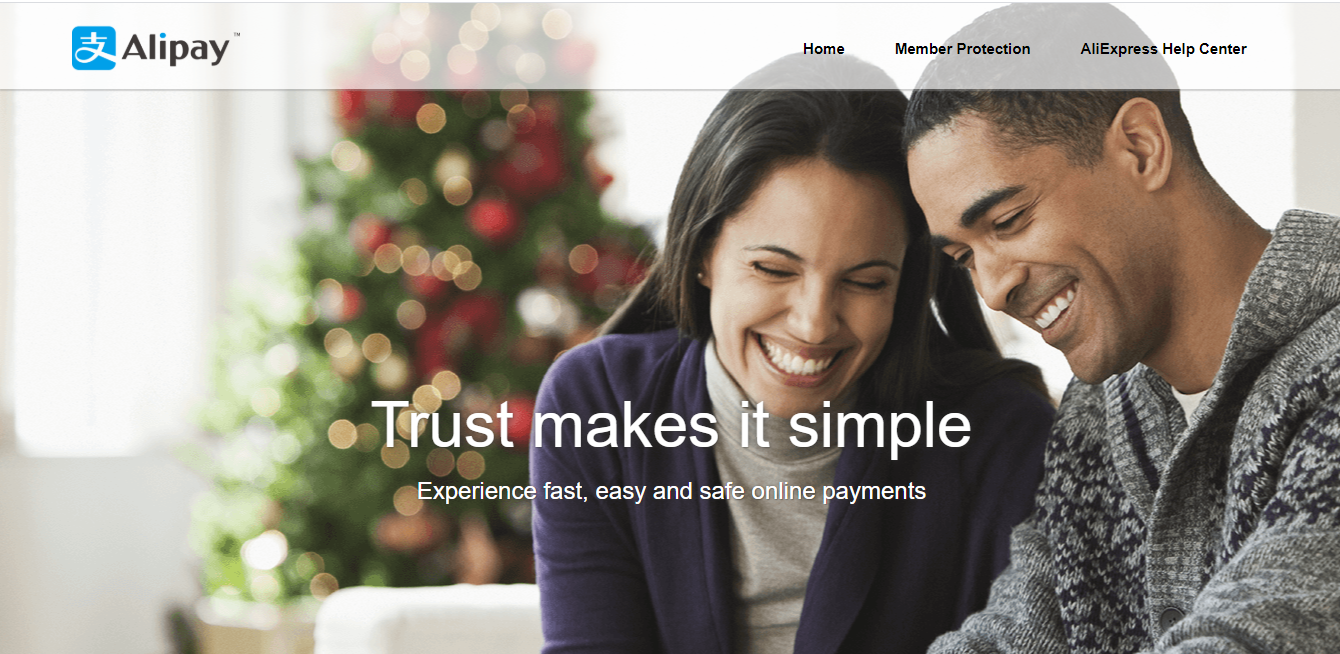 支 Alipay™
Home
Member Protection
AliExpress Help Center
Trust makes it simple
Experience fast, easy and safe online payments